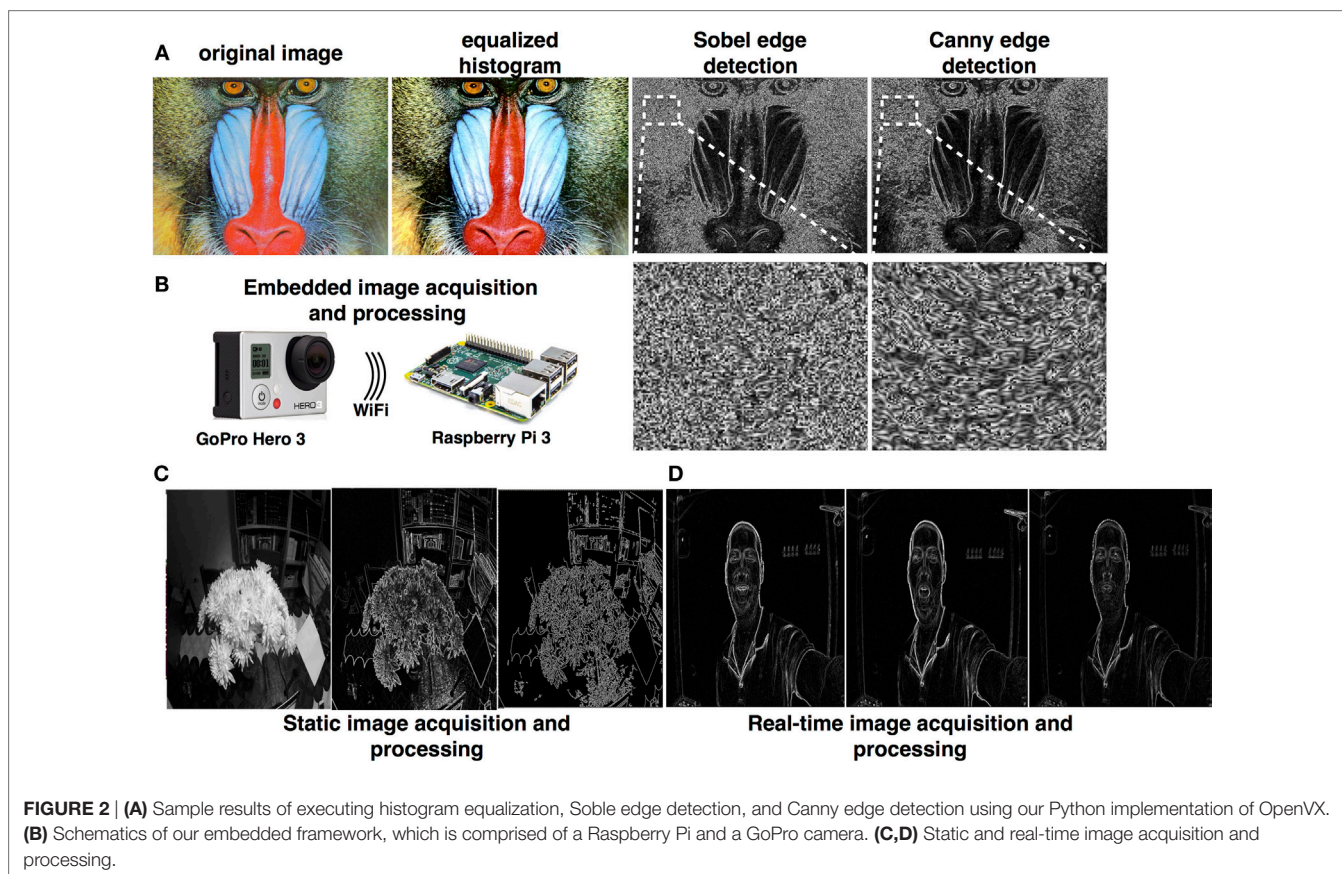 A original image
equalized
histogram
Sobel edge
detection
Canny edge
detection
B
Embedded image acquisition
and processing
HERO
WiFi
GoPro Hero 3
Raspberry Pi 3
C
D
Static image acquisition and
processing
Real-time image acquisition and
processing
FIGURE 2 | (A) Sample results of executing histogram equalization, Soble edge detection, and Canny edge detection using our Python implementation of OpenVX.
(B) Schematics of our embedded framework, which is comprised of a Raspberry Pi and a GoPro camera. (C,D) Static and real-time image acquisition and
processing.